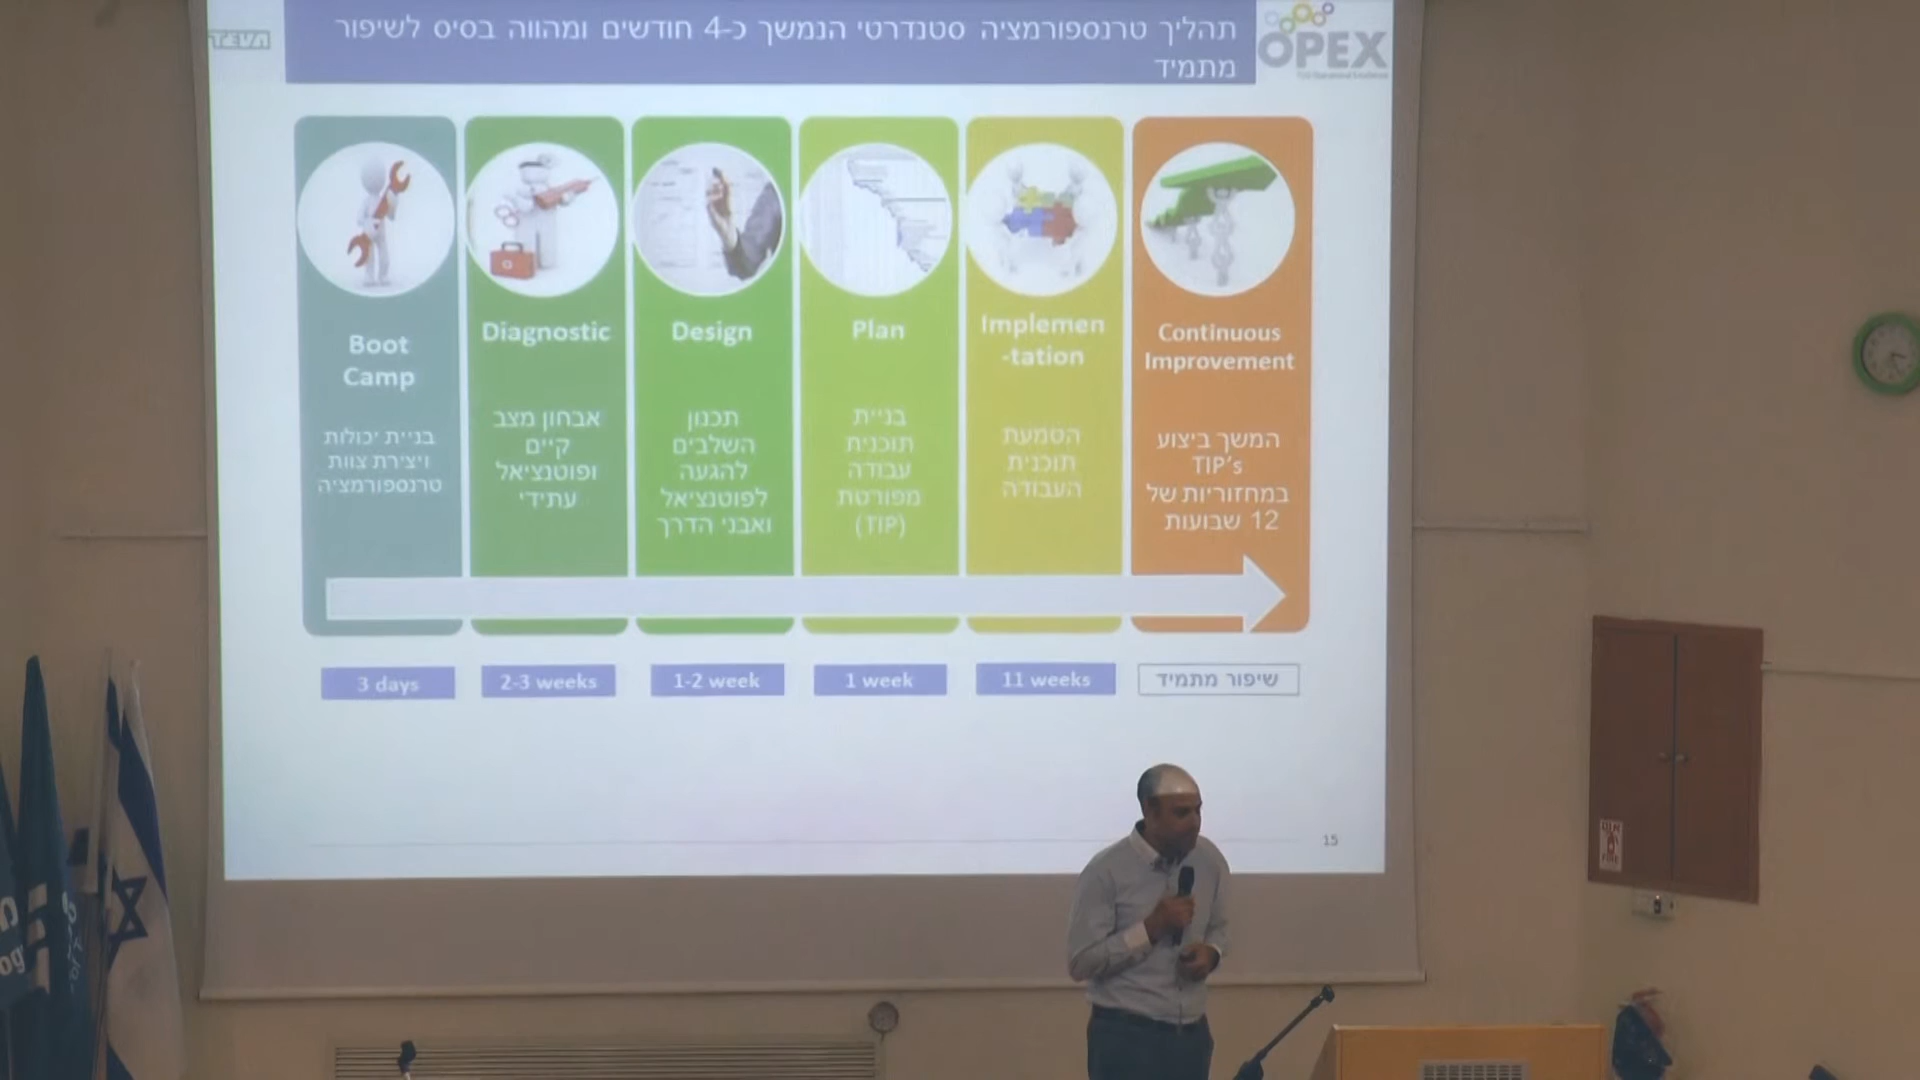 תהליך טרנספורמציה סטנדרטי הנמשך כ-4 חודשים ומהווה בסיס לשיפור
מתמיד
OPEX
Boot
Camp
בניית יכולות
ויצירת צוות
טרנספורמציה
3 days
Diagnostic
אבחון מצב
קיים
ופוטנציאל
עתידי
2-3 weeks
Design
תכנון
השלבים
להגעה
לפוטנציאל
ואבני הדרך
1-2 week
Plan
בניית
תוכנית
עבודה
מפורטת
(TIP)
1 week
Implemen
-tation
הטמעת
תוכנית
העבודה
11 weeks
Continuous
Improvement
המשך ביצוע
TIP's
במחזוריות של
12 שבועות
שיפור מתמיד
15